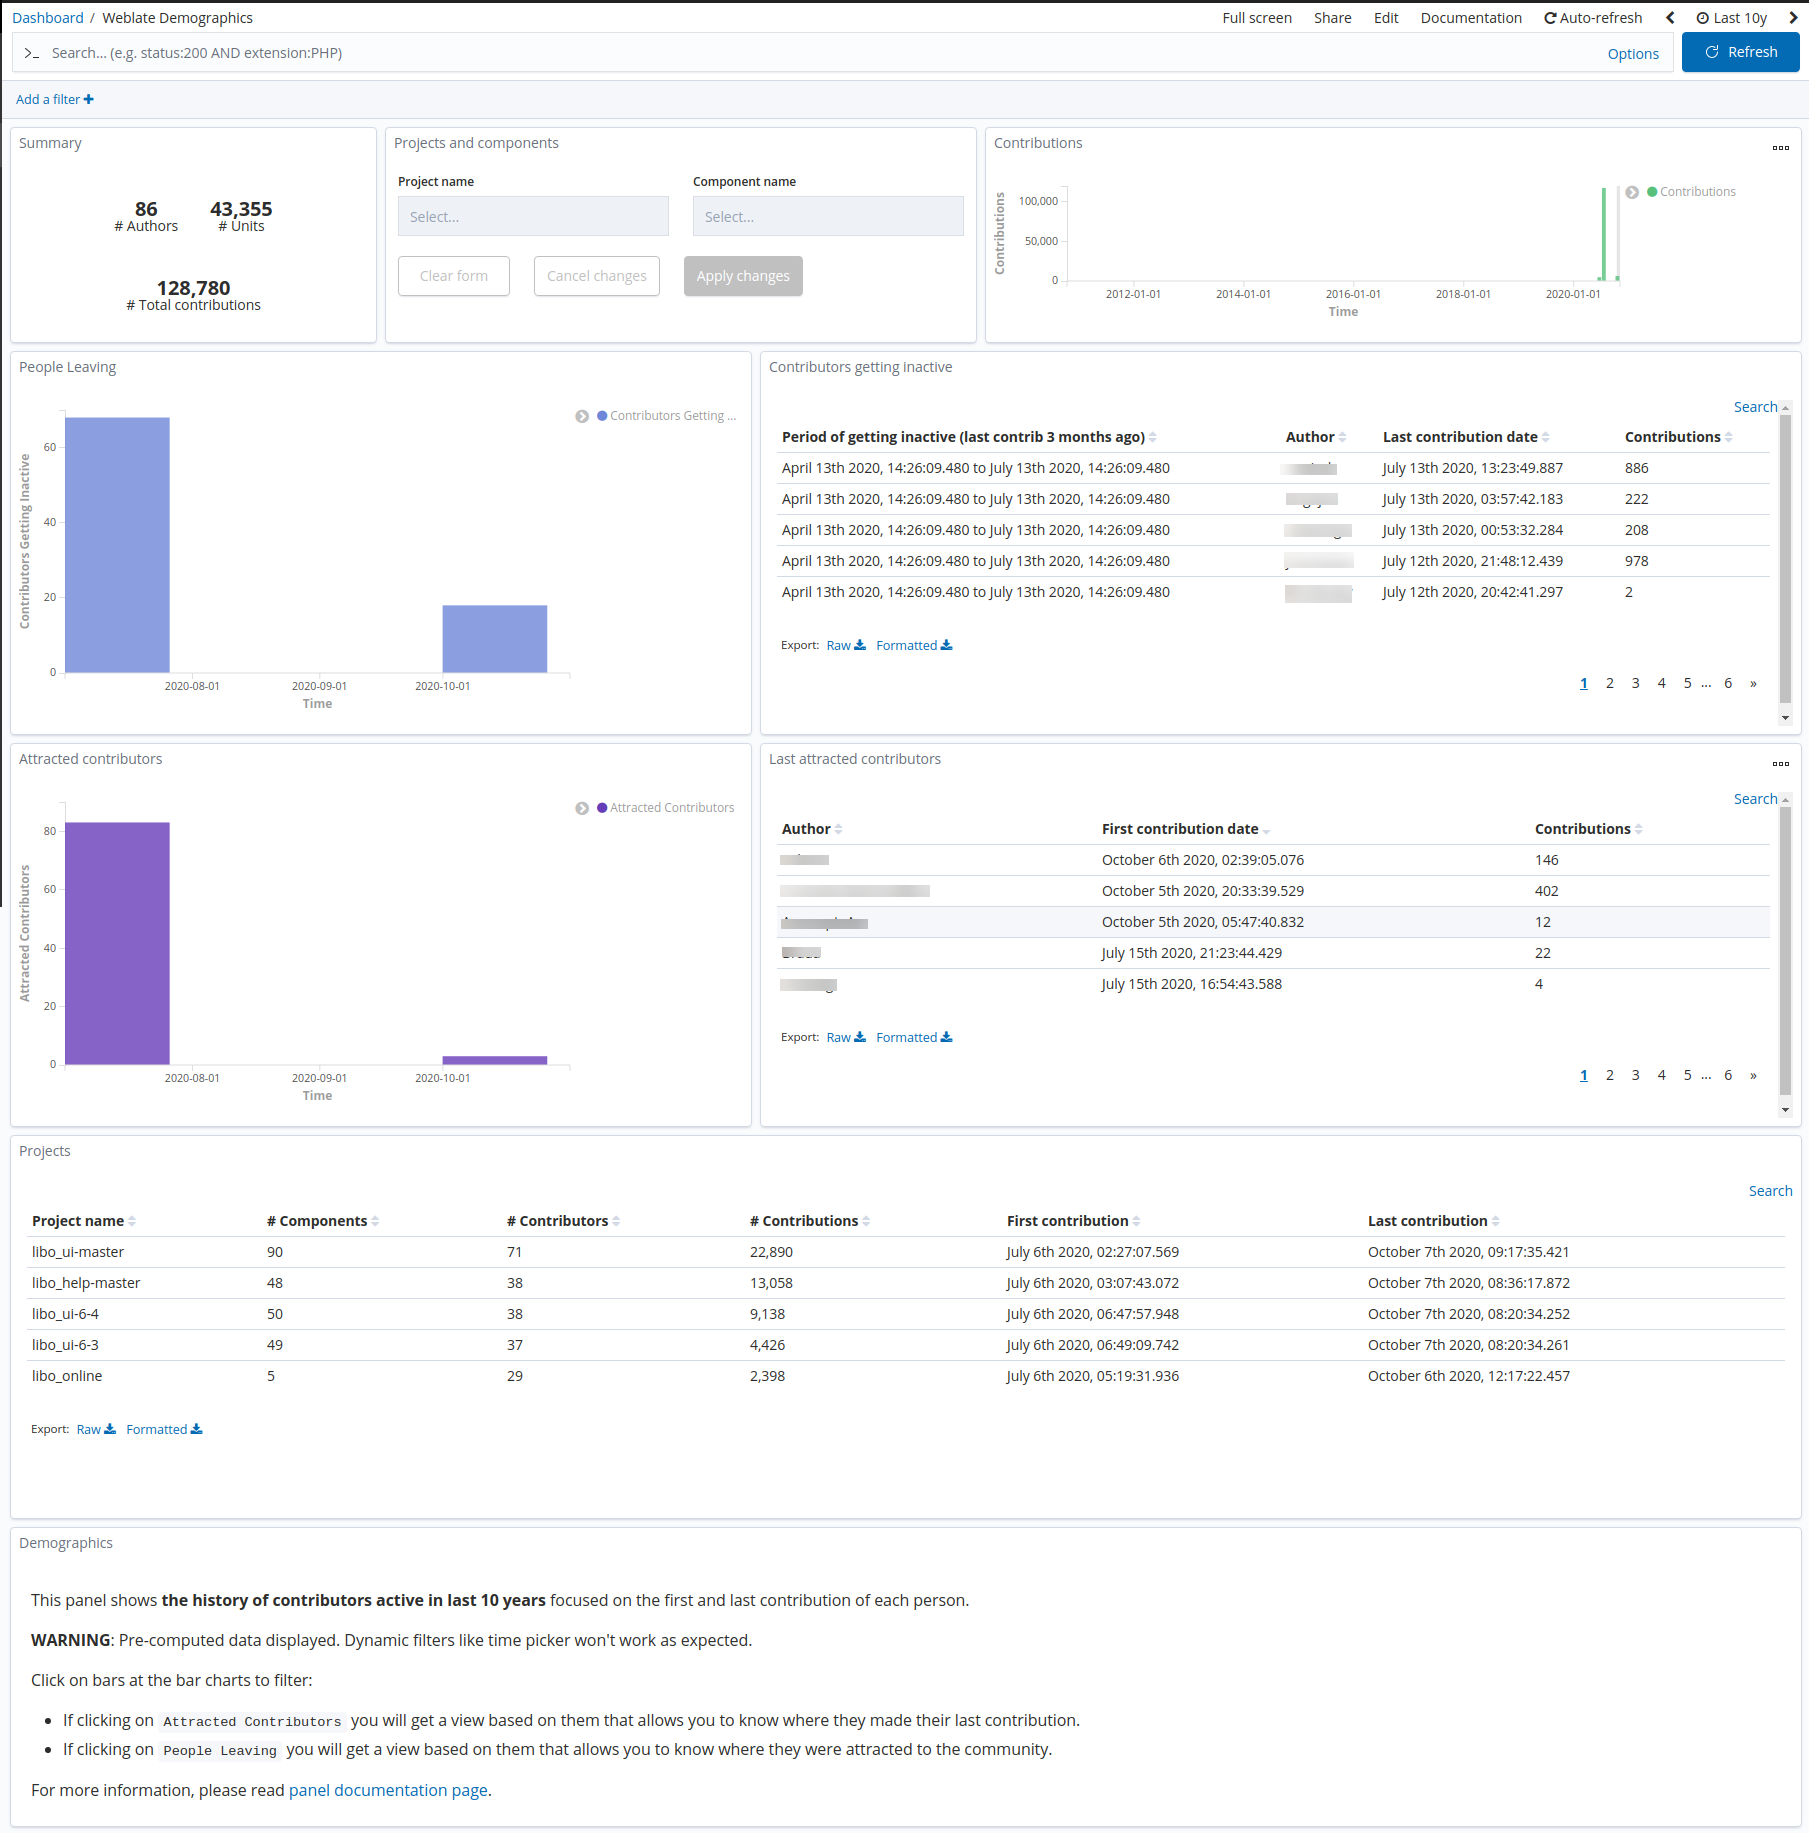 Dashboard / Weblate Demographics
Full screen Share Edit Documentation Auto-refresh Last 10y
>_ Search... (e.g. status:200 AND extension:PHP)
Options
Refresh
Add a filter +
Summary
86
# Authors
43,355
# Units
128,780
# Total contributions
Projects and components
Project name
Component name
Select...
Select...
Clear form
Cancel changes
Apply changes
Contributions
Contributions
100,000
50,000
0
2012-01-01 2014-01-01 2016-01-01 2018-01-01 2020-01-01
Time
Contributions
People Leaving
Contributors Getting Inactive
60
40
20
0
2020-08-01 2020-09-01 2020-10-01
Time
Contributors Getting ...
Contributors getting inactive
Search
Period of getting inactive (last contrib 3 months ago) Author Last contribution date Contributions
April 13th 2020, 14:26:09.480 to July 13th 2020, 14:26:09.480 July 13th 2020, 13:23:49.887 886
April 13th 2020, 14:26:09.480 to July 13th 2020, 14:26:09.480 July 13th 2020, 03:57:42.183 222
April 13th 2020, 14:26:09.480 to July 13th 2020, 14:26:09.480 July 13th 2020, 00:53:32.284 208
April 13th 2020, 14:26:09.480 to July 13th 2020, 14:26:09.480 July 12th 2020, 21:48:12.439 978
April 13th 2020, 14:26:09.480 to July 13th 2020, 14:26:09.480 July 12th 2020, 20:42:41.297 2
Export: Raw Formatted
1 2 3 4 5 ... 6 »
Attracted contributors
Attracted Contributors
80
60
40
20
0
2020-08-01 2020-09-01 2020-10-01
Time
Attracted Contributors
Last attracted contributors
Search
Author First contribution date Contributions
October 6th 2020, 02:39:05.076 146
October 5th 2020, 20:33:39.529 402
October 5th 2020, 05:47:40.832 12
July 15th 2020, 21:23:44.429 22
July 15th 2020, 16:54:43.588 4
Export: Raw Formatted
1 2 3 4 5 ... 6 »
Projects
Search
Project name # Components # Contributors # Contributions First contribution Last contribution
libo_ui-master 90 71 22,890 July 6th 2020, 02:27:07.569 October 7th 2020, 09:17:35.421
libo_help-master 48 38 13,058 July 6th 2020, 03:07:43.072 October 7th 2020, 08:36:17.872
libo_ui-6-4 50 38 9,138 July 6th 2020, 06:47:57.948 October 7th 2020, 08:20:34.252
libo_ui-6-3 49 37 4,426 July 6th 2020, 06:49:09.742 October 7th 2020, 08:20:34.261
libo_online 5 29 2,398 July 6th 2020, 05:19:31.936 October 6th 2020, 12:17:22.457
Export: Raw Formatted
Demographics
This panel shows the history of contributors active in last 10 years focused on the first and last contribution of each person.
WARNING: Pre-computed data displayed. Dynamic filters like time picker won't work as expected.
Click on bars at the bar charts to filter:
• If clicking on Attracted Contributors you will get a view based on them that allows you to know where they made their last contribution.
• If clicking on People Leaving you will get a view based on them that allows you to know where they were attracted to the community.
For more information, please read panel documentation page.